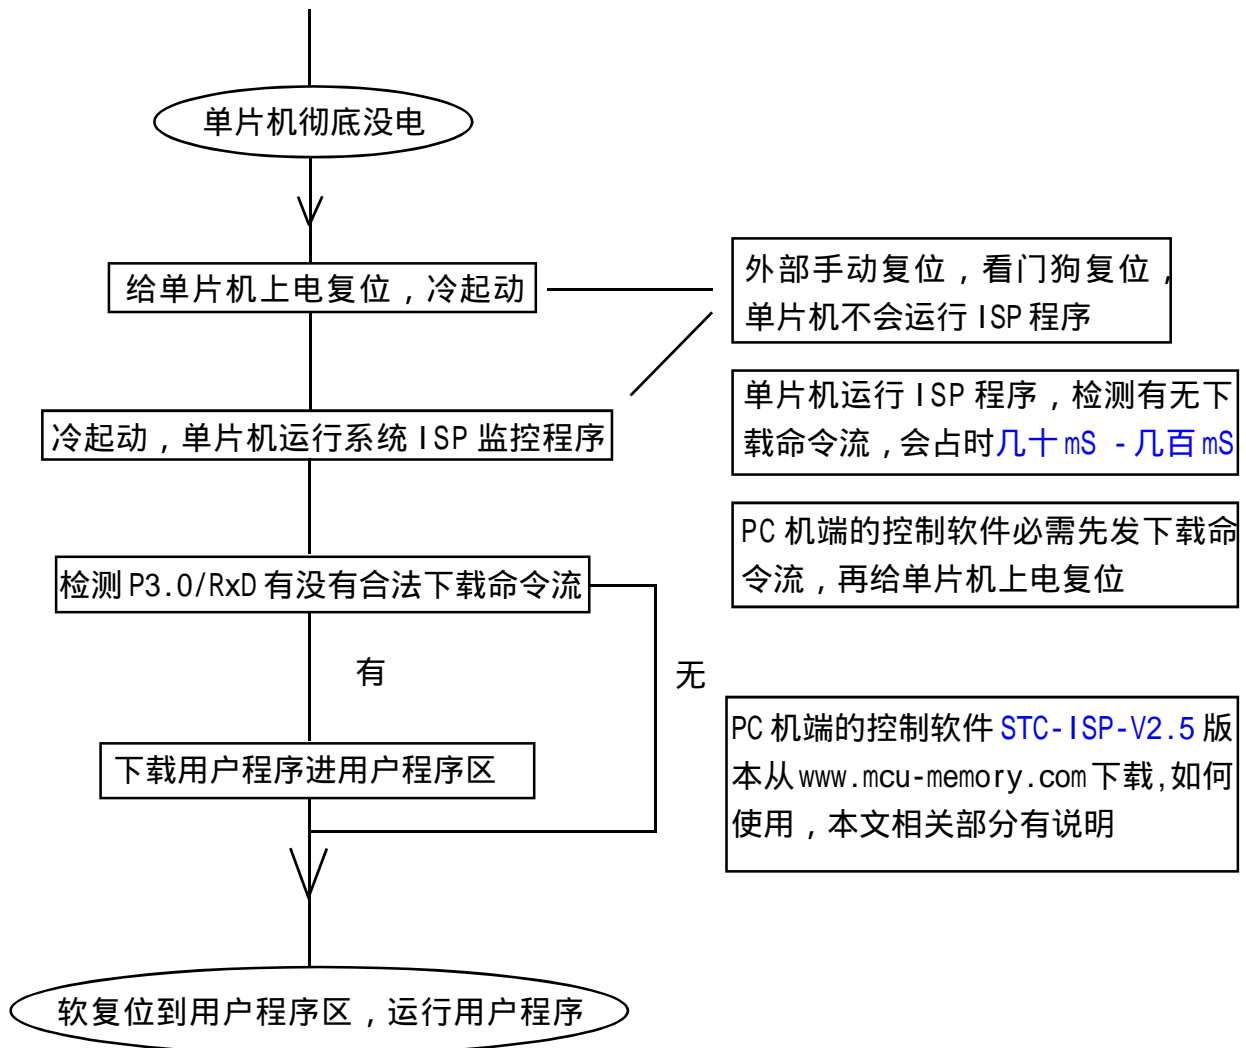 单片机彻底没电
给单片机上电复位，冷起动
外部手动复位，看门狗复位，
单片机不会运行 ISP 程序
单片机运行 ISP 程序，检测有无下
载命令流，会占时几十 mS - 几百 mS
冷起动，单片机运行系统 ISP 监控程序
PC 机端的控制软件必需先发下载命
令流，再给单片机上电复位
检测 P3.0/RxD 有没有合法下载命令流
有
无
PC 机端的控制软件 STC-ISP-V2.5 版
本从 www.mcu-memory.com 下载,如何
使用，本文相关部分有说明
下载用户程序进用户程序区
软复位到用户程序区，运行用户程序